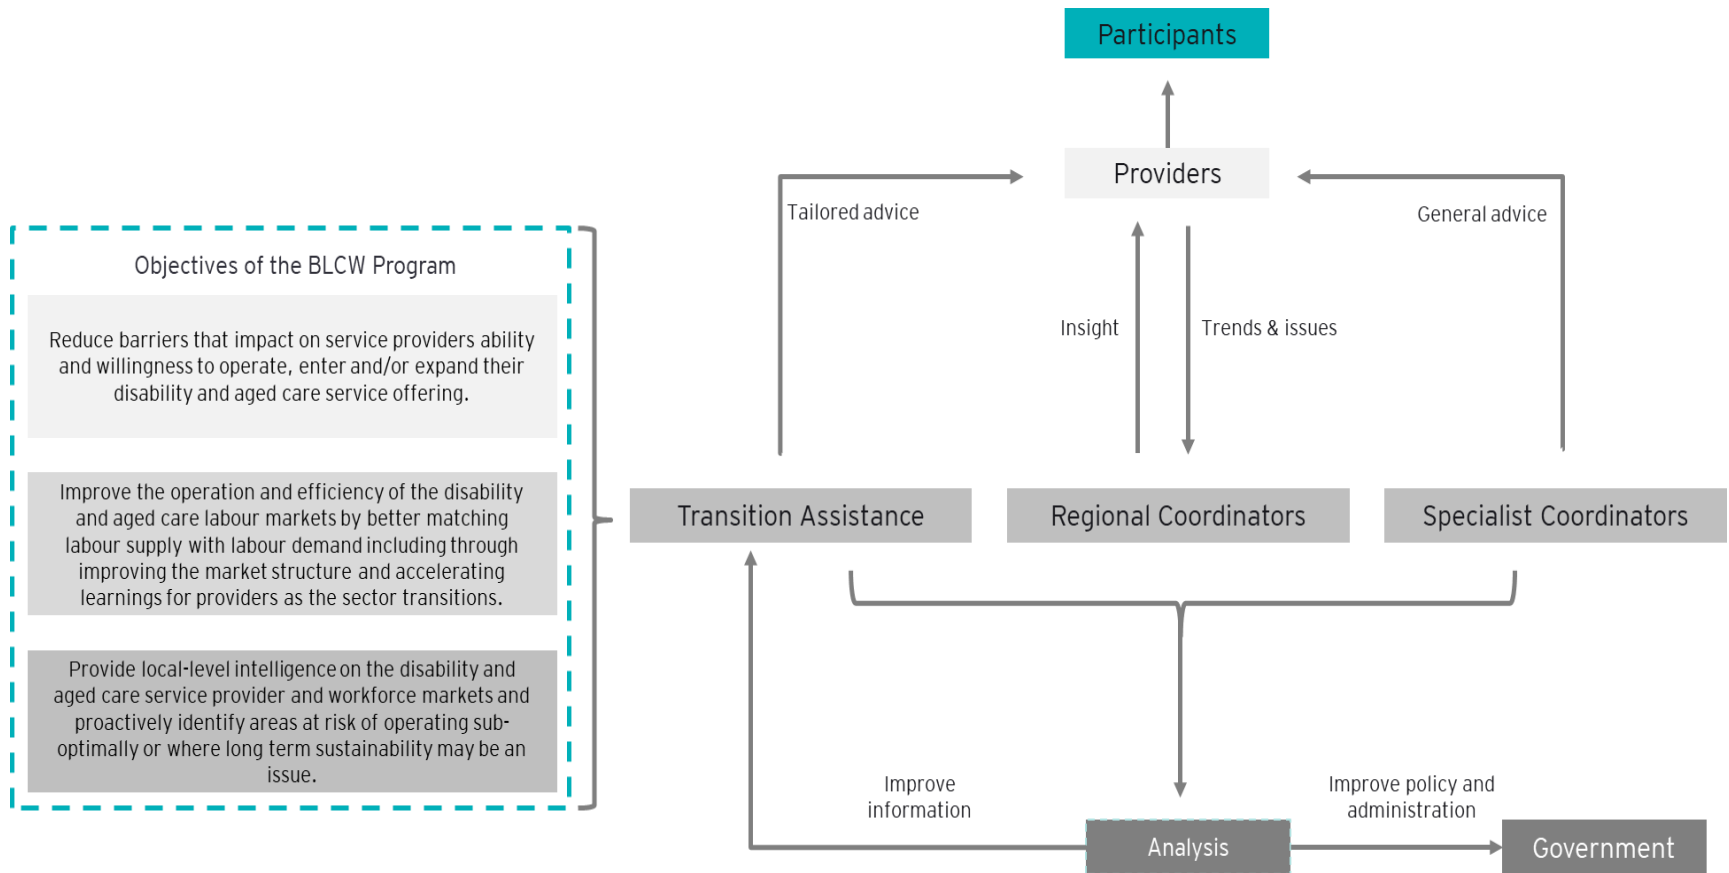 Participants
Providers
Tailored advice
General advice
Objectives of the BLCW Program
Reduce barriers that impact on service providers ability
and willingness to operate, enter and/or expand their
disability and aged care service offering.
Insight
Trends & issues
Improve the operation and efficiency of the disability
and aged care labour markets by better matching
labour supply with labour demand including through
improving the market structure and accelerating
learnings for providers as the sector transitions.
Transition Assistance
Regional Coordinators
Specialist Coordinators
Provide local-level intelligence on the disability and
aged care service provider and workforce markets and
proactively identify areas at risk of operating sub-
optimally or where long term sustainability may be an
issue.
Improve
information
Improve policy and
administration
Analysis
Government